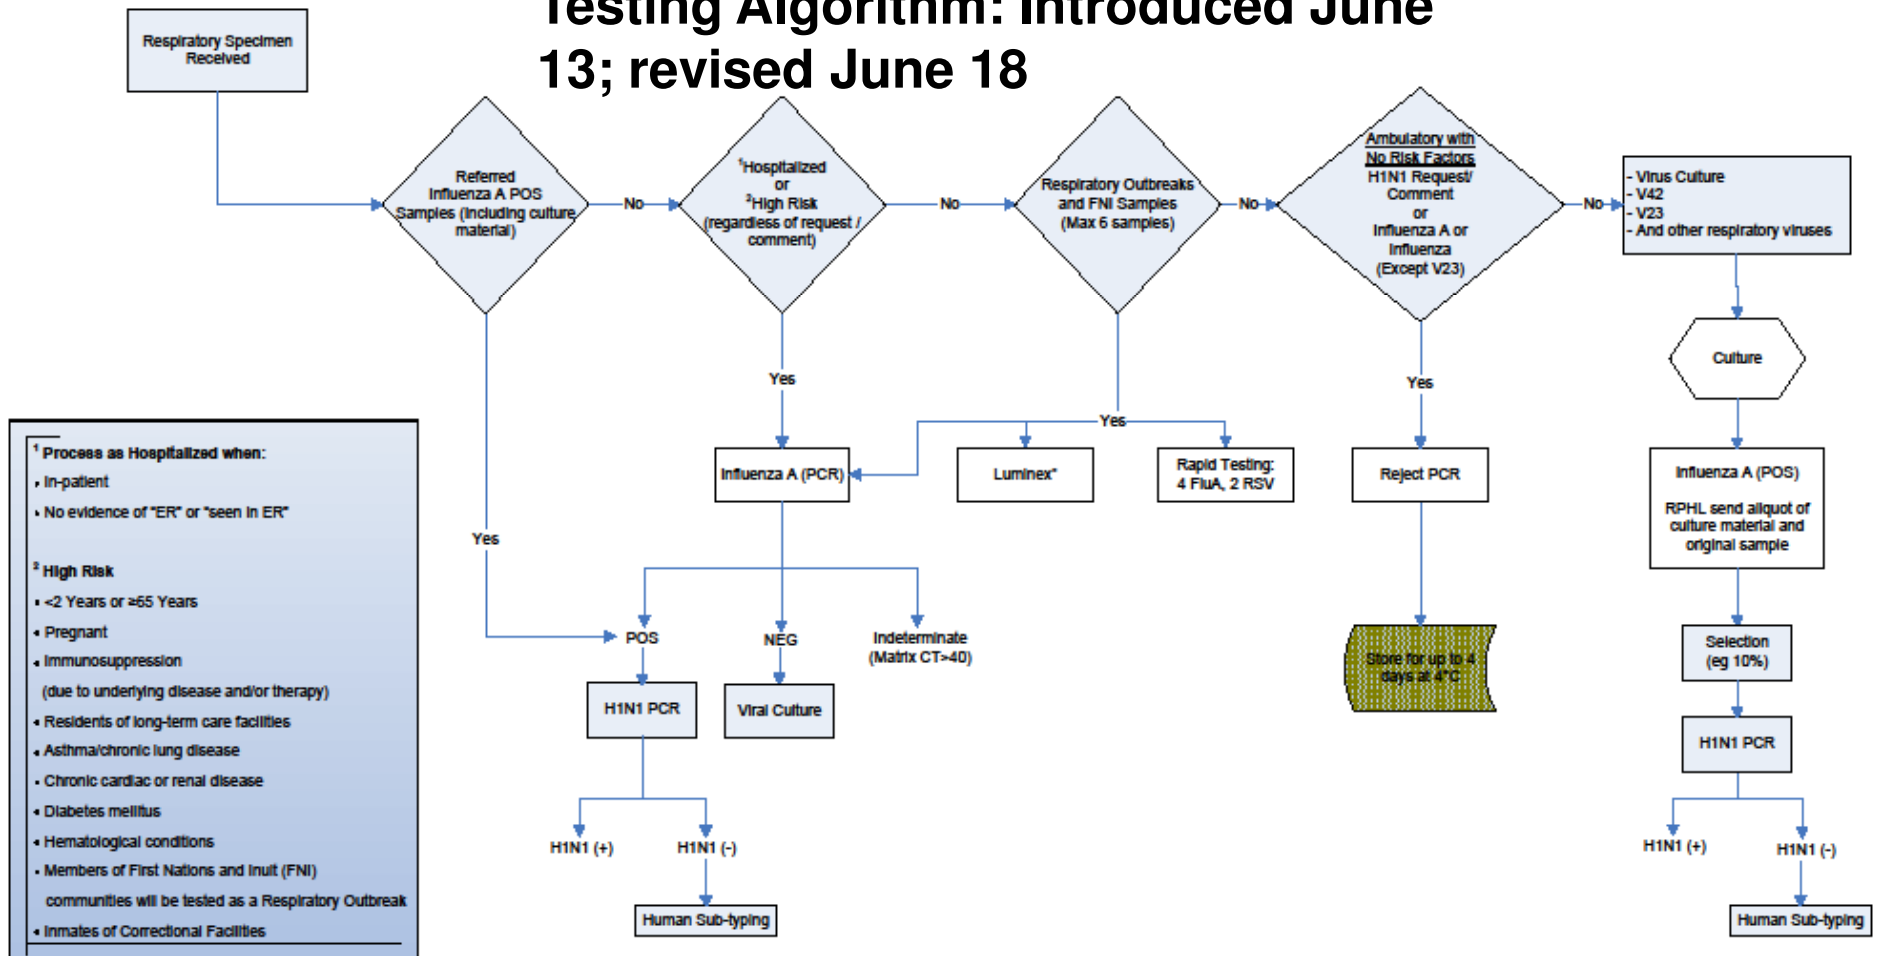 Testing Algorithm: Introduced June
13; revised June 18
Respiratory Specimen
Received
Referred
Influenza A POS
Samples (including culture
material)
No
¹Hospitalized
or
²High Risk
(regardless of request /
comment)
No
Respiratory Outbreaks
and FNI Samples
(Max 6 samples)
No
Ambulatory with
No Risk Factors
H1N1 Request/
Comment
or
Influenza A or
Influenza
(Except V23)
No
- Virus Culture
- V42
- V23
- And other respiratory viruses
Culture
Yes
Yes
Yes
Yes
Influenza A (PCR)
Luminex*
Rapid Testing:
4 FluA, 2 RSV
Reject PCR
Influenza A (POS)
RPHL send aliquot of
culture material and
original sample
POS
NEG
Indeterminate
(Matrix CT>40)
Store for up to 4
days at 4°C
Selection
(eg 10%)
H1N1 PCR
Viral Culture
H1N1 PCR
H1N1 (+)
H1N1 (-)
H1N1 (+)
H1N1 (-)
Human Sub-typing
Human Sub-typing
¹ Process as Hospitalized when:
• In-patient
• No evidence of "ER" or "seen in ER"
² High Risk
• <2 Years or ≥65 Years
• Pregnant
• Immunosuppression
(due to underlying disease and/or therapy)
• Residents of long-term care facilities
• Asthma/chronic lung disease
• Chronic cardiac or renal disease
• Diabetes mellitus
• Hematological conditions
• Members of First Nations and Inuit (FNI)
communities will be tested as a Respiratory Outbreak
• Inmates of Correctional Facilities